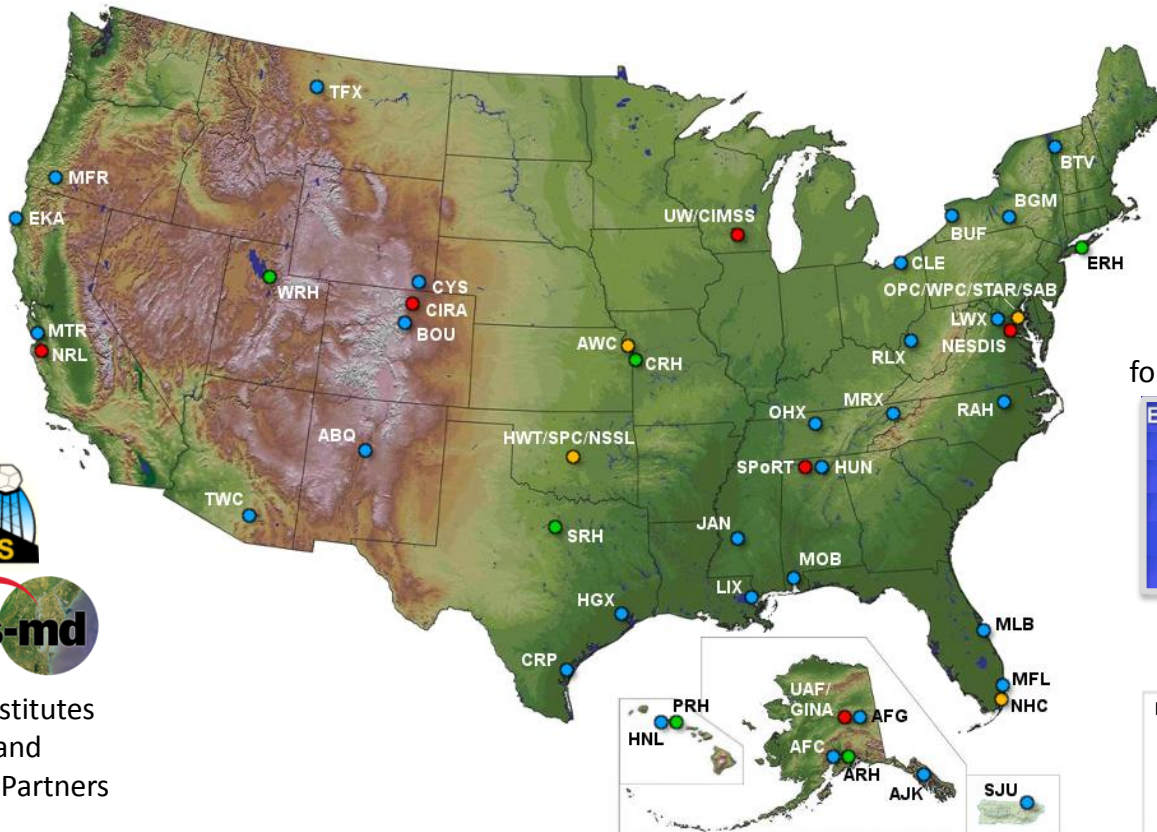 TFX
MFR
EKA
BTV
BGM
UW/CIMSS
BUF
CLE
ERH
WRH
CYS
CIRA
BOU
OPC/WPC/STAR/SAB
LWX
NESDIS
MTR
NRL
AWC
CRH
RLX
fo
MRX
OHX
RAH
E
ABQ
HWT/SPC/NSSL
SPoRT
HUN
TWC
SRH
JAN
S
MOB
LIX
HGX
s-md
MLB
CRP
MFL
NHC
UAF/
GINA
AFG
PRH
HNL
AFC
ARH
AJK
SJU
stitutes
and
Partners